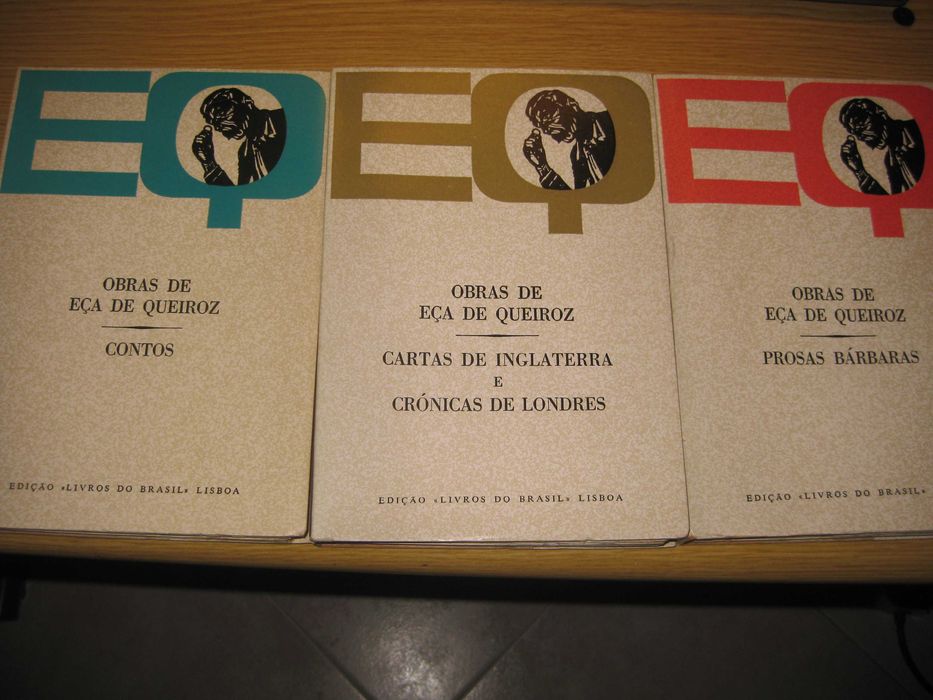 EQ
OBRAS DE
EÇA DE QUEIROZ
CONTOS
EDIÇÃO «LIVROS DO BRASIL» LISBOA
EQ
OBRAS DE
EÇA DE QUEIROZ
CARTAS DE INGLATERRA
E
CRÓNICAS DE LONDRES
EDIÇÃO «LIVROS DO BRASIL» LISBOA
EQ
OBRAS DE
EÇA DE QUEIROZ
PROSAS BÁRBARAS
EDIÇÃO «LIVROS DO BRASIL»